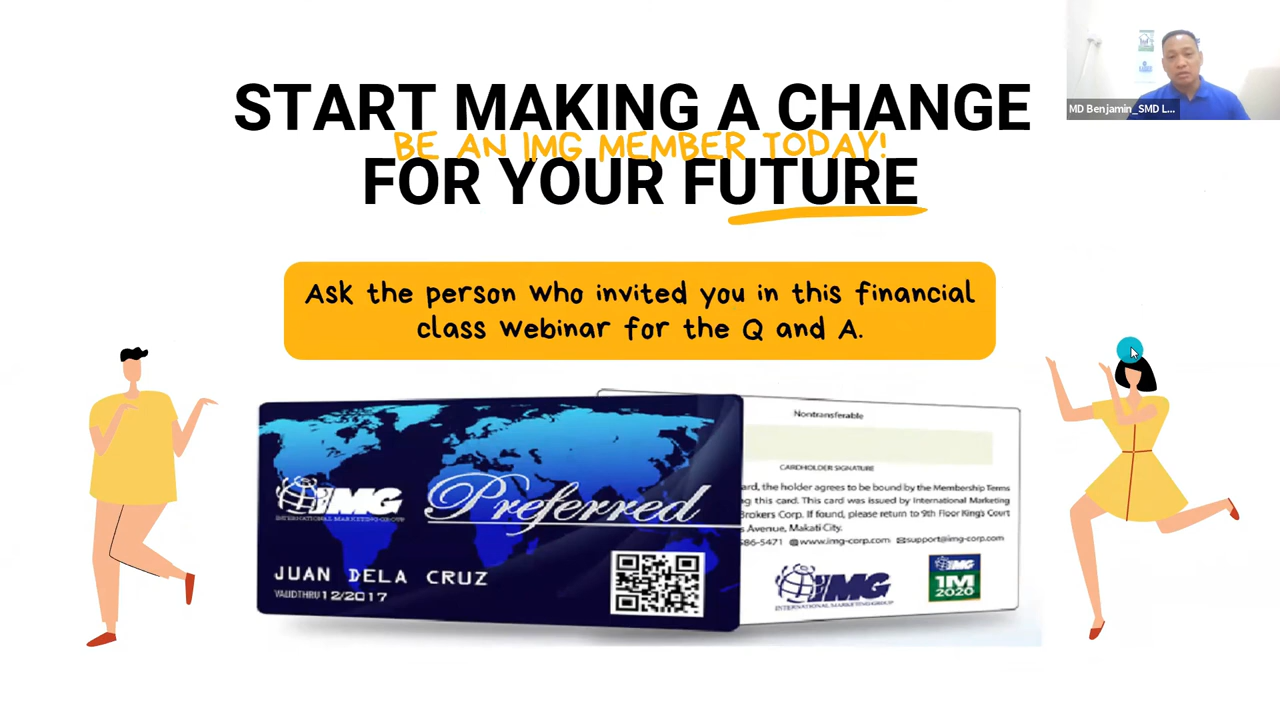 START MAKING A CHANGE
BE AN IMG MEMBER TODAY!
FOR YOUR FUTURE
Ask the person who invited you in this financial
class webinar for the Q and A.
MD Benjamin_SMD L...
IMG
INTERNATIONAL MARKETING GROUP
Preferred
JUAN DELA CRUZ
VALID THRU 12/2017
Nontransferable
CARDHOLDER SIGNATURE
ard, the holder agrees to be bound by the Membership Terms
g this card. This card was issued by International Marketing
Brokers Corp. If found, please return to 9th Floor King's Court
s Avenue, Makati City.
586-5471 www.img-corp.com support@img-corp.com
IMG
INTERNATIONAL MARKETING GROUP
IMG
1M
2020